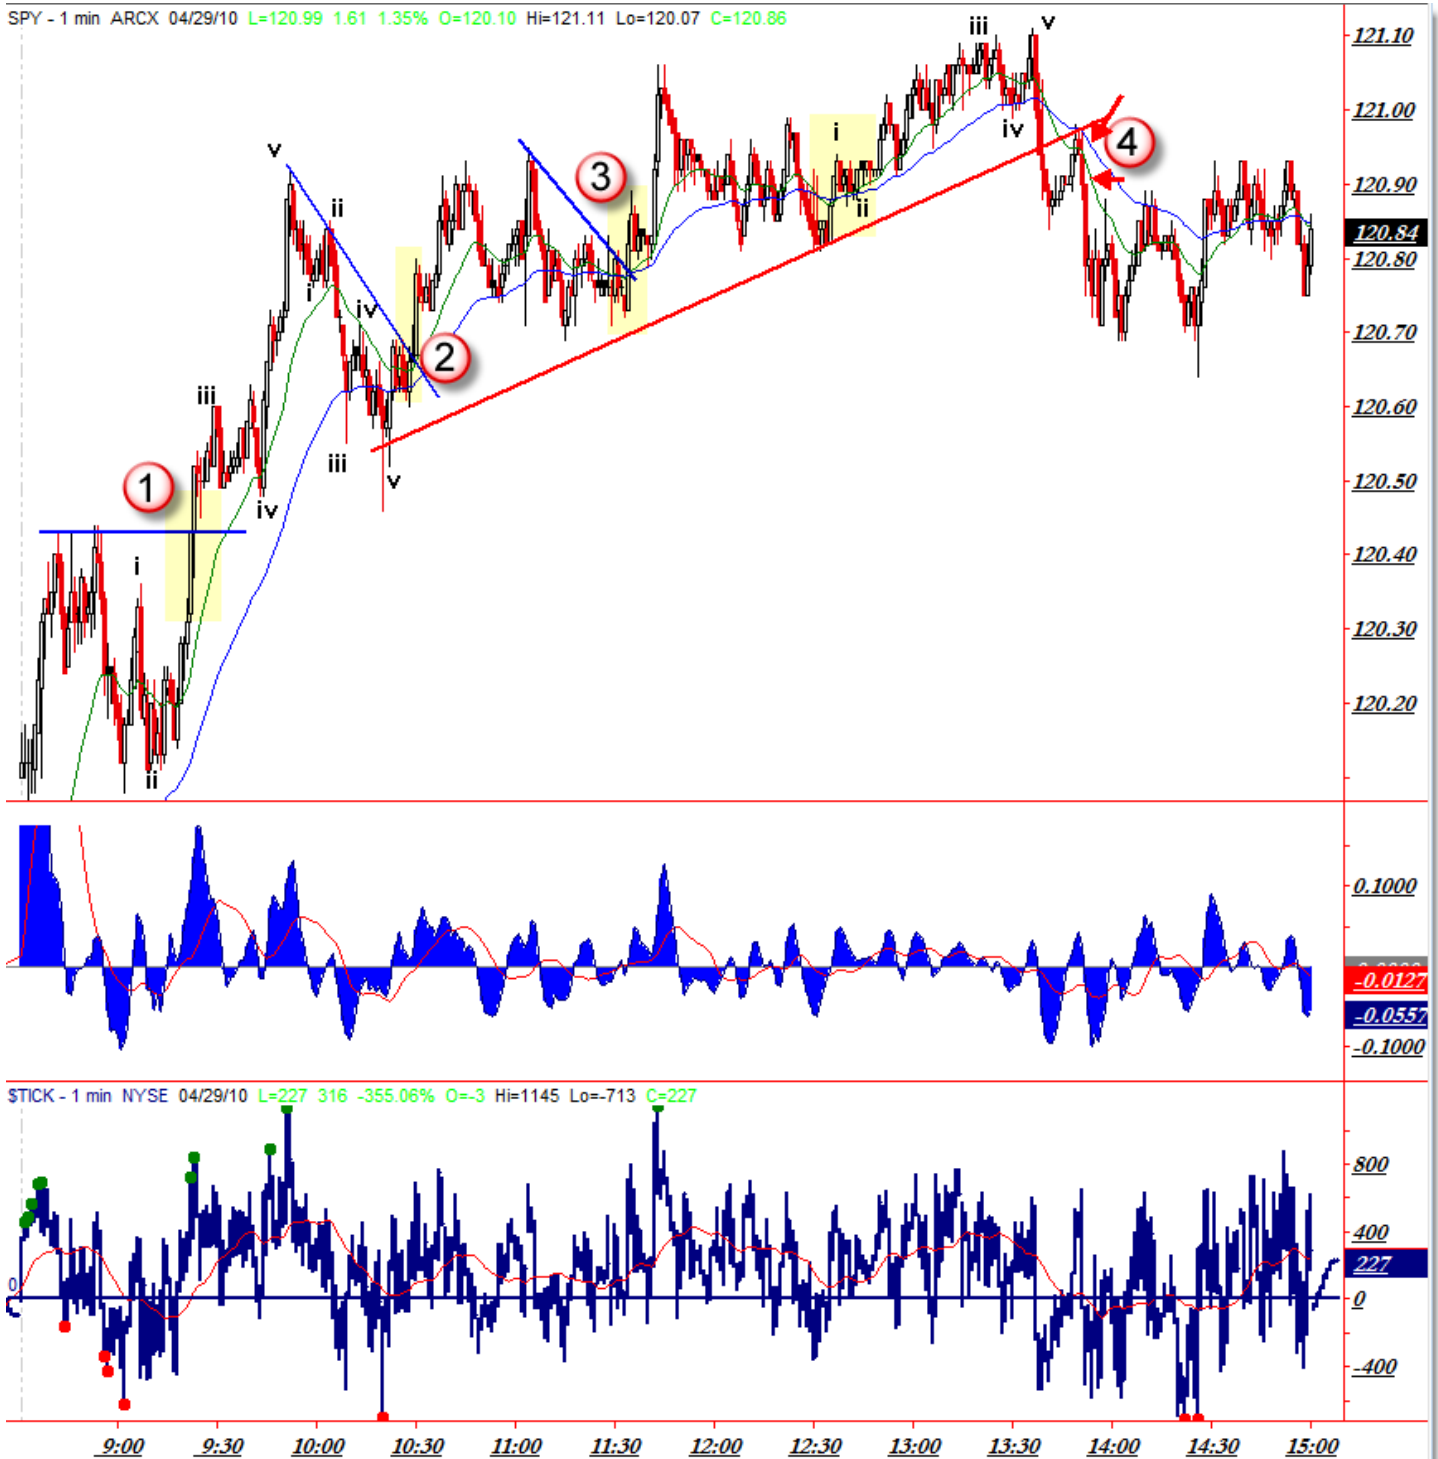 SPY - 1 min ARCX 04/29/10 L=120.99 1.61 1.35% O=120.10 Hi=121.11 Lo=120.07 C=120.86
iii
v
121.10
121.00
i
iv
4
v
3
120.90
ii
ii
120.84
120.80
i
iv
120.70
2
iii
120.60
iii
v
1
120.50
iv
i
120.40
120.30
120.20
ii
0.1000
-0.0127
-0.0557
-0.1000
$TICK - 1 min NYSE 04/29/10 L=227 316 -355.06% O=-3 Hi=1145 Lo=-713 C=227
800
400
227
0
0
-400
9:00 9:30 10:00 10:30 11:00 11:30 12:00 12:30 13:00 13:30 14:00 14:30 15:00